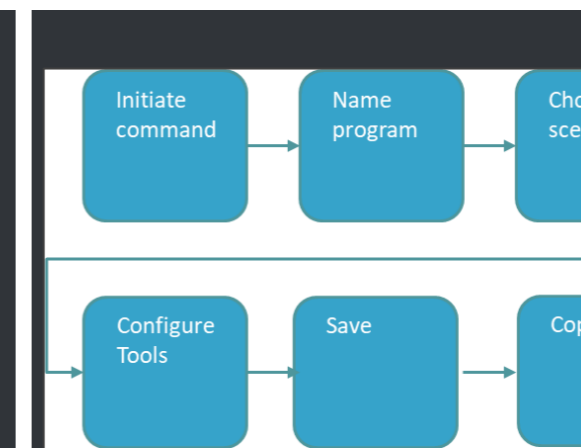 Initiate
command
Name
program
Configure
Tools
Save